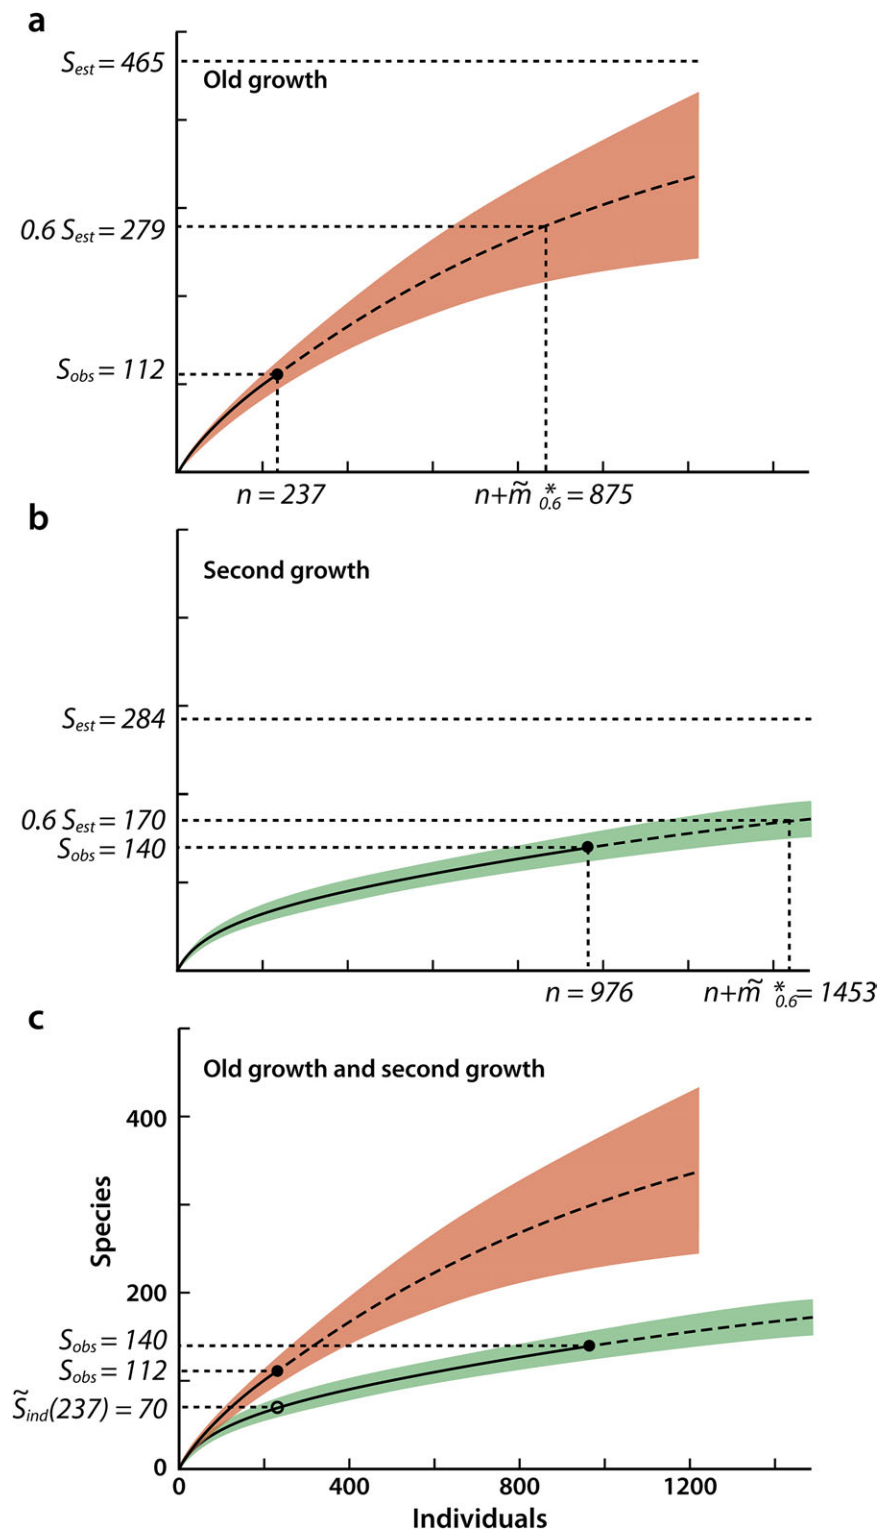 a
S_est = 465
Old growth
0.6 S_est = 279
S_obs = 112
n = 237
n+m̃*_0.6 = 875
b
Second growth
S_est = 284
0.6 S_est = 170
S_obs = 140
n = 976
n+m̃*_0.6 = 1453
c
Old growth and second growth
400
Species
200
S_obs = 140
S_obs = 112
S̃_ind(237) = 70
0
0 400 800 1200
Individuals